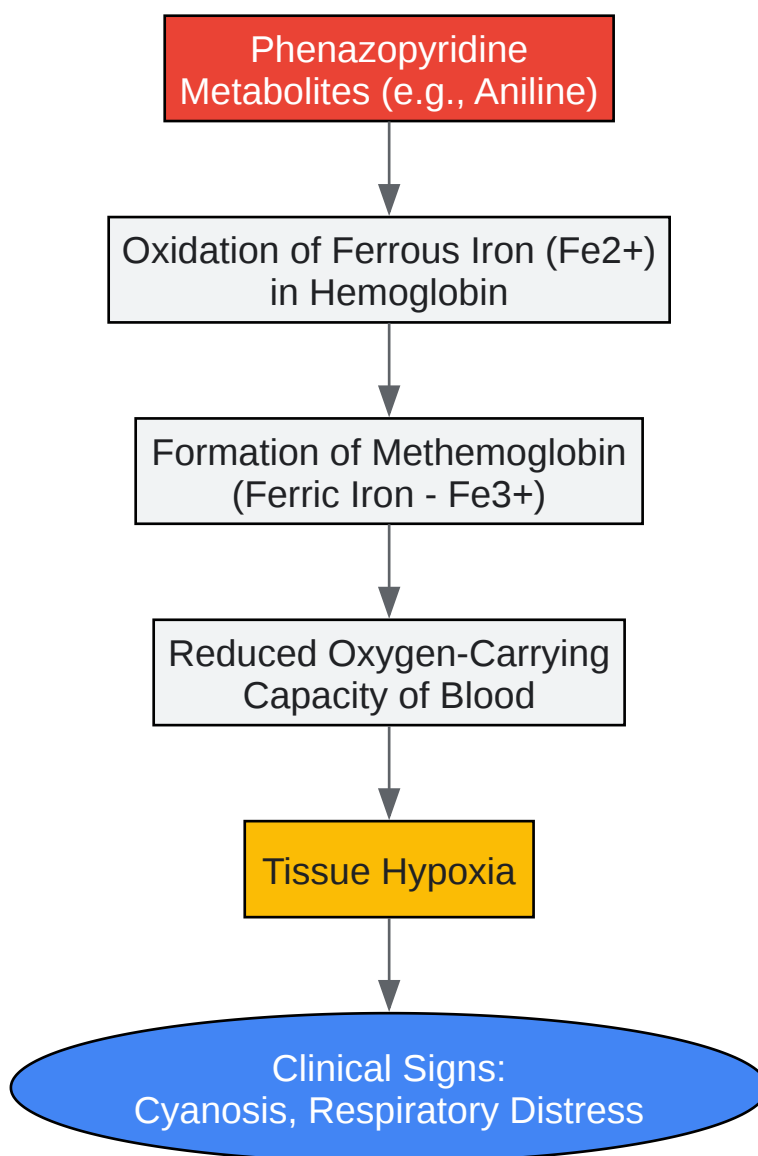 Phenazopyridine
Metabolites (e.g., Aniline)
Oxidation of Ferrous Iron (Fe2+)
in Hemoglobin
Formation of Methemoglobin
(Ferric Iron - Fe3+)
Reduced Oxygen-Carrying
Capacity of Blood
Tissue Hypoxia
Clinical Signs:
Cyanosis, Respiratory Distress